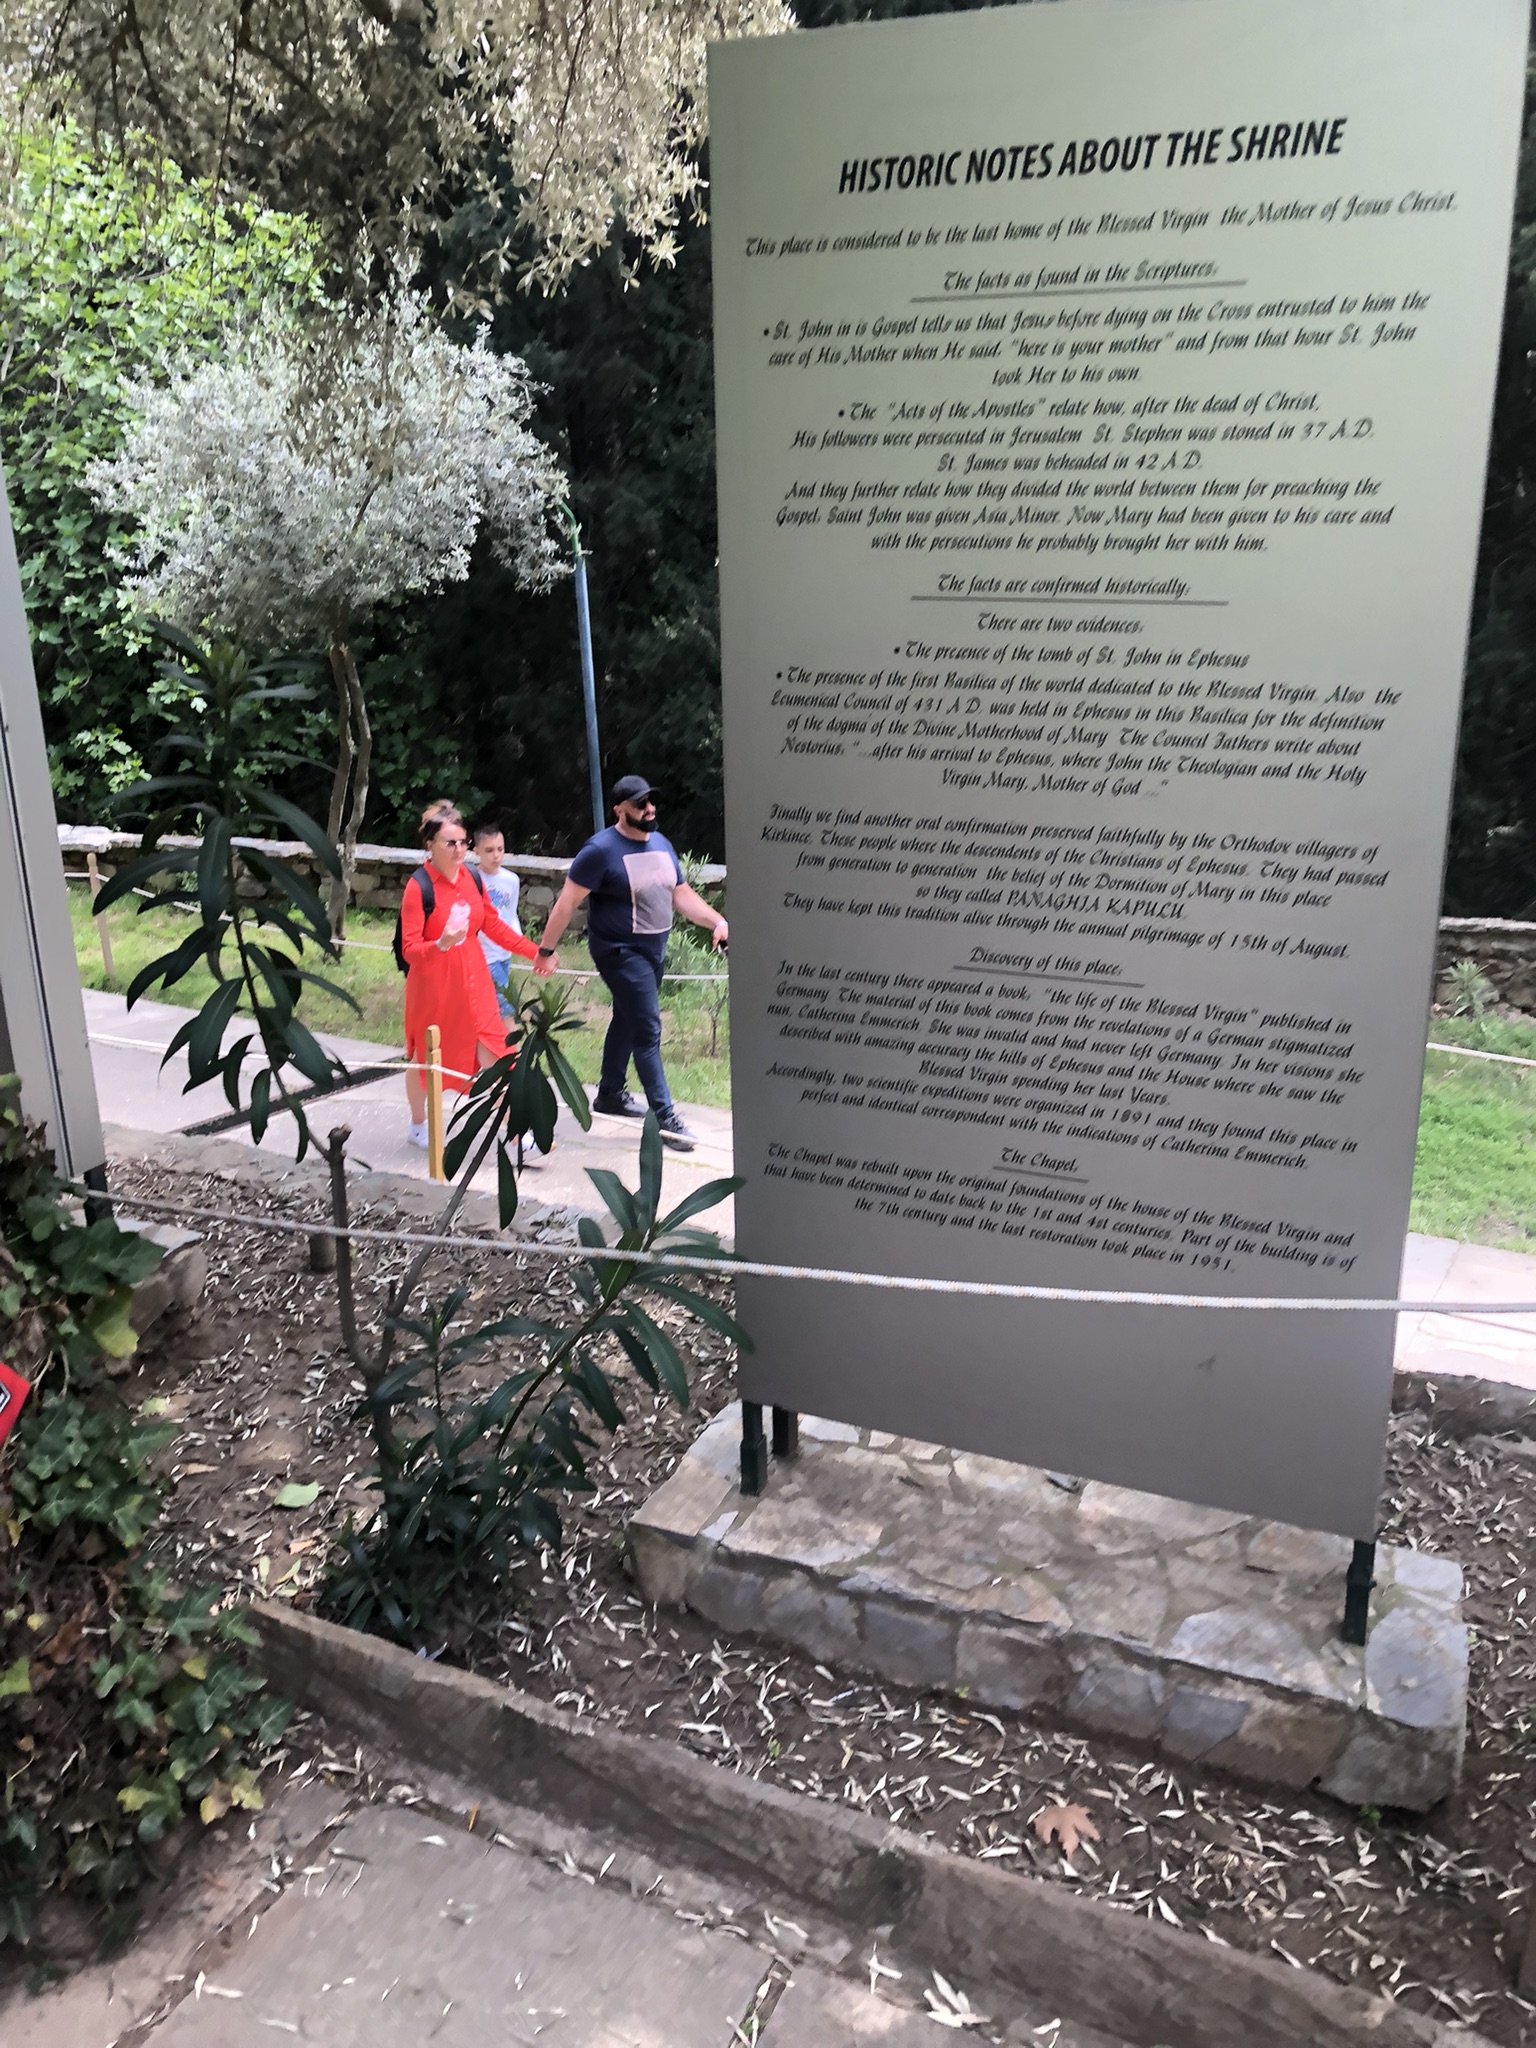 HISTORIC NOTES ABOUT THE SHRINE
This place is considered to be the last home of the Blessed Virgin the Mother of Jesus Christ.
The facts as found in the Scriptures:
• St. John in is Gospel tells us that Jesus before dying on the Cross entrusted to him the
care of His Mother when He said: "here is your mother" and from that hour St. John
took Her to his own.
• The "Acts of the Apostles" relate how, after the dead of Christ,
His followers were persecuted in Jerusalem St. Stephen was stoned in 37 A.D.
St. James was beheaded in 42 A.D.
And they further relate how they divided the world between them for preaching the
Gospel: Saint John was given Asia Minor. Now Mary had been given to his care and
with the persecutions he probably brought her with him.
The facts are confirmed historically:
There are two evidences:
• The presence of the tomb of St. John in Ephesus
• The presence of the first Basilica of the world dedicated to the Blessed Virgin. Also the
Ecumenical Council of 431 A.D. was held in Ephesus in this Basilica for the definition
of the dogma of the Divine Motherhood of Mary The Council Fathers write about
Nestorius: "...after his arrival to Ephesus, where John the Theologian and the Holy
Virgin Mary, Mother of God ..."
Finally we find another oral confirmation preserved faithfully by the Orthodox villagers of
Kirkince. These people where the descendents of the Christians of Ephesus. They had passed
from generation to generation the belief of the Dormition of Mary in this place
so they called PANAGHIA KAPULU.
They have kept this tradition alive through the annual pilgrimage of 15th of August.
Discovery of this place:
In the last century there appeared a book: "the life of the Blessed Virgin" published in
Germany. The material of this book comes from the revelations of a German stigmatized
nun, Catherina Emmerich. She was invalid and had never left Germany. In her visions she
described with amazing accuracy the hills of Ephesus and the House where she saw the
Blessed Virgin spending her last Years.
Accordingly, two scientific expeditions were organized in 1891 and they found this place in
perfect and identical correspondent with the indications of Catherina Emmerich.
The Chapel:
The Chapel was rebuilt upon the original foundations of the house of the Blessed Virgin and
that have been determined to date back to the 1st and 4st centuries. Part of the building is of
the 7th century and the last restoration took place in 1951.